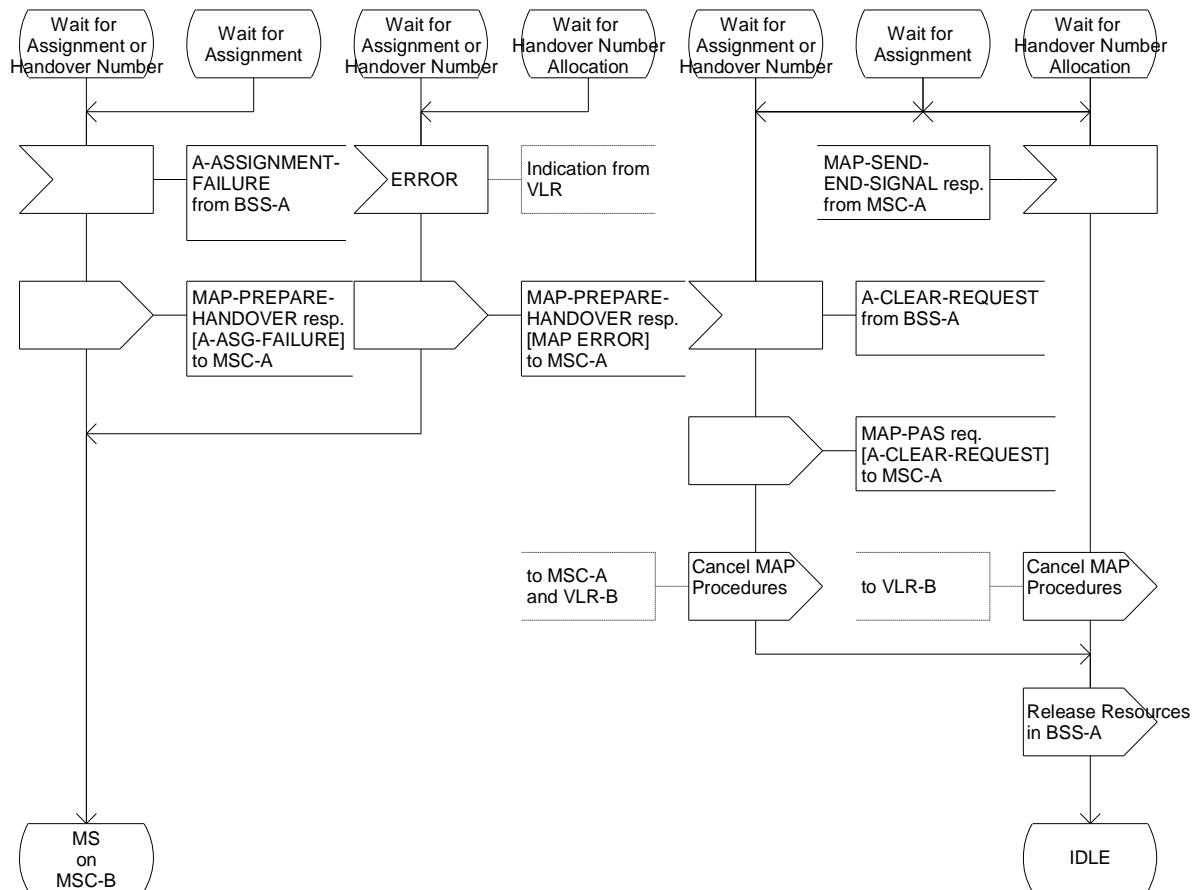 Wait for
Assignment or
Handover Number
Wait for
Assignment
Wait for
Assignment or
Handover Number
Wait for
Handover Number
Allocation
Wait for
Assignment or
Handover Number
Wait for
Assignment
Wait for
Handover Number
Allocation
A-ASSIGNMENT-
FAILURE
from BSS-A
ERROR
Indication from
VLR
MAP-SEND-
END-SIGNAL resp.
from MSC-A
MAP-PREPARE-
HANDOVER resp.
[A-ASG-FAILURE]
to MSC-A
MAP-PREPARE-
HANDOVER resp.
[MAP ERROR]
to MSC-A
A-CLEAR-REQUEST
from BSS-A
MAP-PAS req.
[A-CLEAR-REQUEST]
to MSC-A
to MSC-A
and VLR-B
Cancel MAP
Procedures
to VLR-B
Cancel MAP
Procedures
Release Resources
in BSS-A
MS
on
MSC-B
IDLE